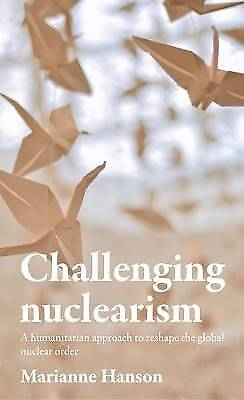 Challenging
nuclearism
A humanitarian approach to reshape the global
nuclear order
Marianne Hanson